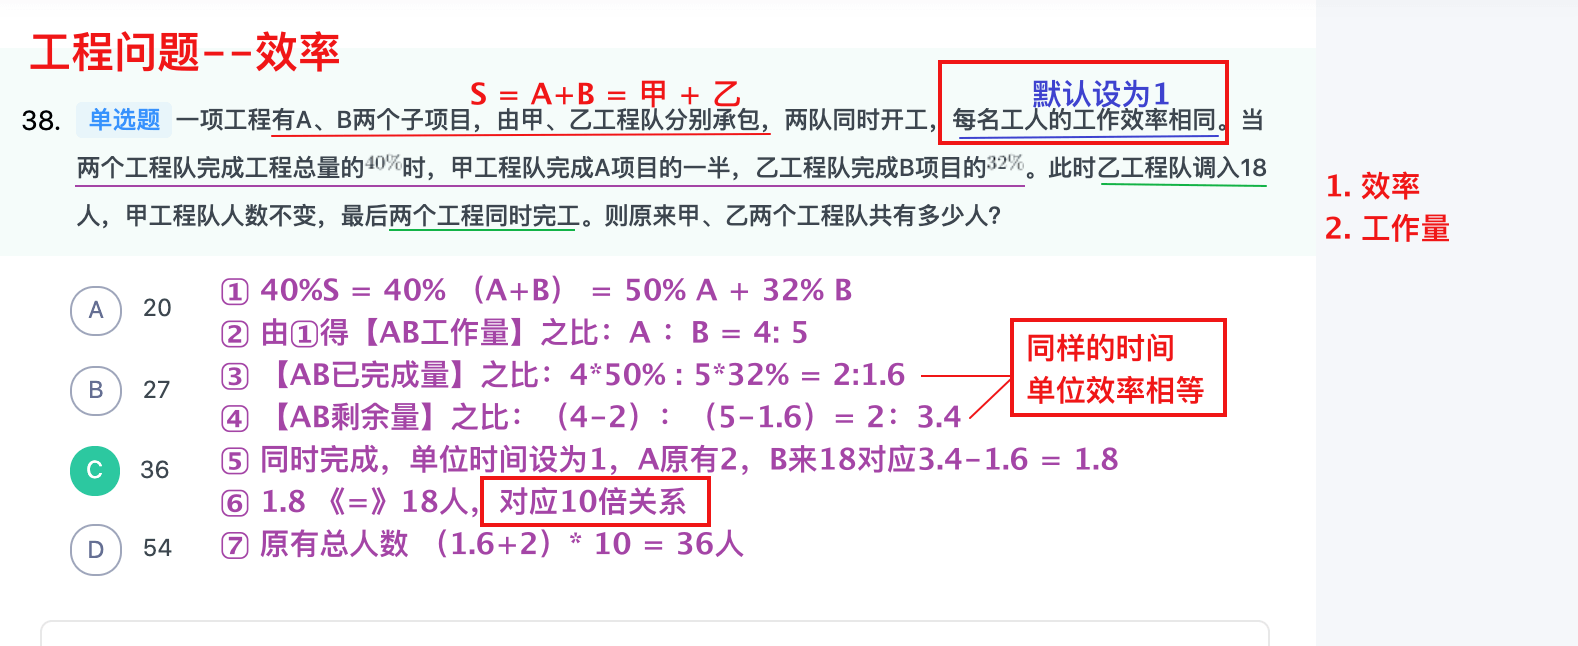 工程问题--效率
S = A+B = 甲 + 乙
默认设为1
38. 单选题 一项工程有A、B两个子项目，由甲、乙工程队分别承包，两队同时开工，每名工人的工作效率相同。当
两个工程队完成工程总量的40%时，甲工程队完成A项目的一半，乙工程队完成B项目的32%。此时乙工程队调入18
人，甲工程队人数不变，最后两个工程同时完工。则原来甲、乙两个工程队共有多少人？
1. 效率
2. 工作量
A 20
B 27
C 36
D 54
① 40%S = 40% （A+B） = 50% A + 32% B
② 由①得【AB工作量】之比：A ：B = 4: 5
③ 【AB已完成量】之比：4*50% : 5*32% = 2:1.6
④ 【AB剩余量】之比：（4-2）：（5-1.6）= 2：3.4
同样的时间
单位效率相等
⑤ 同时完成，单位时间设为1，A原有2，B来18对应3.4-1.6 = 1.8
⑥ 1.8 《=》18人，对应10倍关系
⑦ 原有总人数 （1.6+2）* 10 = 36人